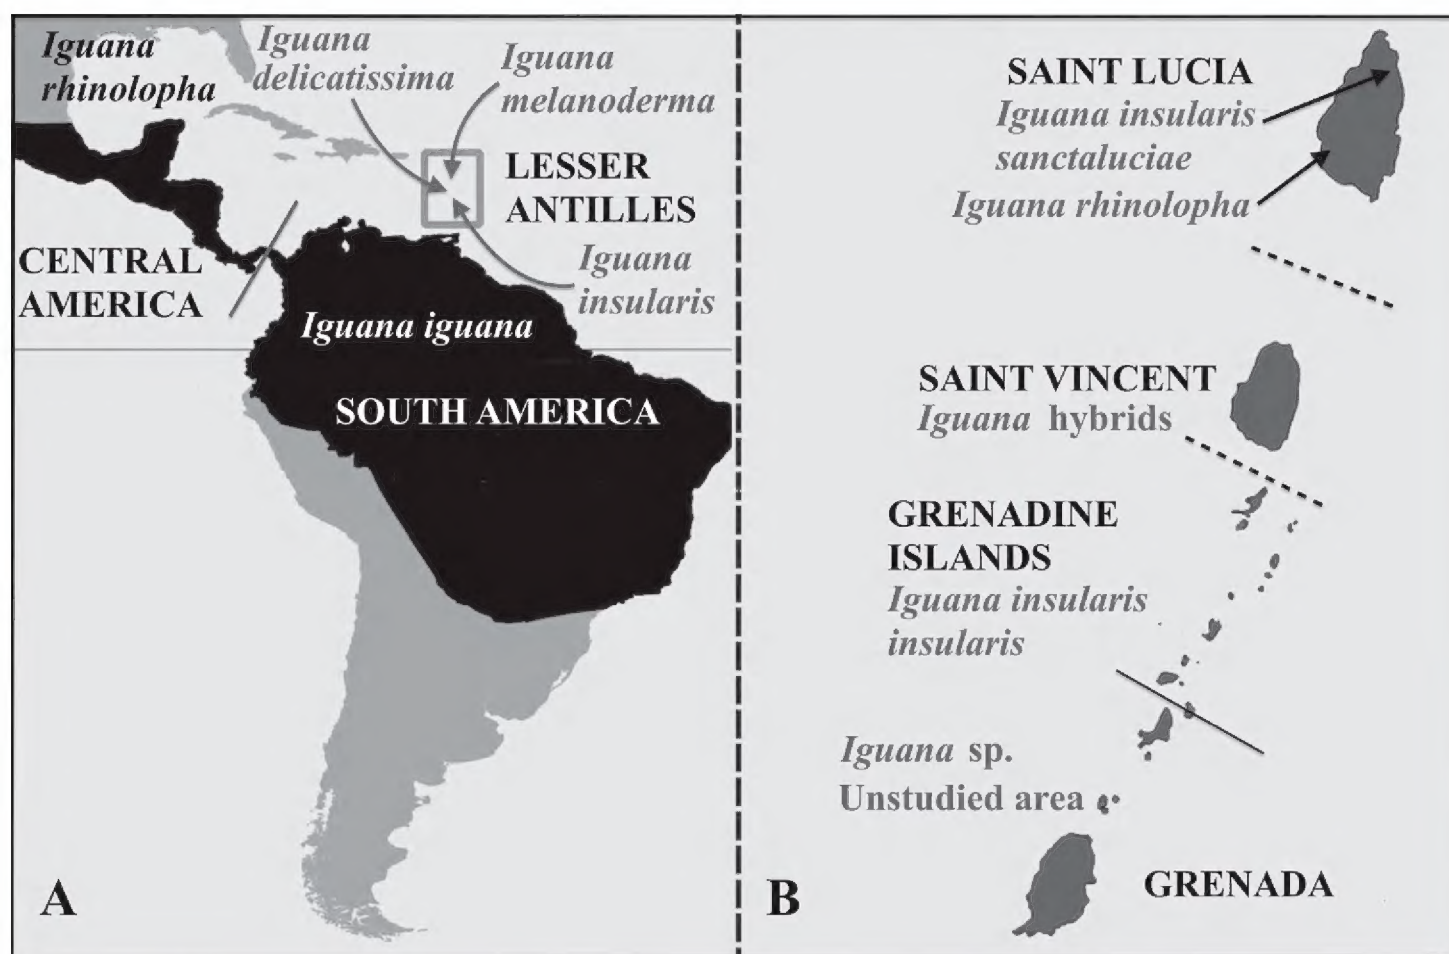 Iguana
rhinolopha
Iguana
delicatissima
Iguana
melanoderma
LESSER
ANTILLES
CENTRAL
AMERICA
Iguana
insularis
Iguana iguana
SOUTH AMERICA
A
SAINT LUCIA
Iguana insularis
sanctaluciae
Iguana rhinolopha
SAINT VINCENT
Iguana hybrids
GRENADINE
ISLANDS
Iguana insularis
insularis
Iguana sp.
Unstudied area
GRENADA
B